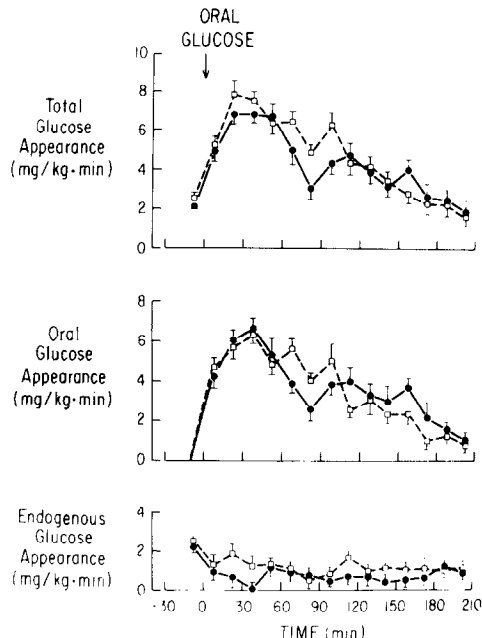 ORAL
GLUCOSE
Total
Glucose
Appearance
(mg/kg·min)
10
8
6
4
2
0
Oral
Glucose
Appearance
(mg/kg·min)
8
6
4
2
0
Endogenous
Glucose
Appearance
(mg/kg·min)
4
2
0
-30 0 30 60 90 120 150 180 210
TIME (min)